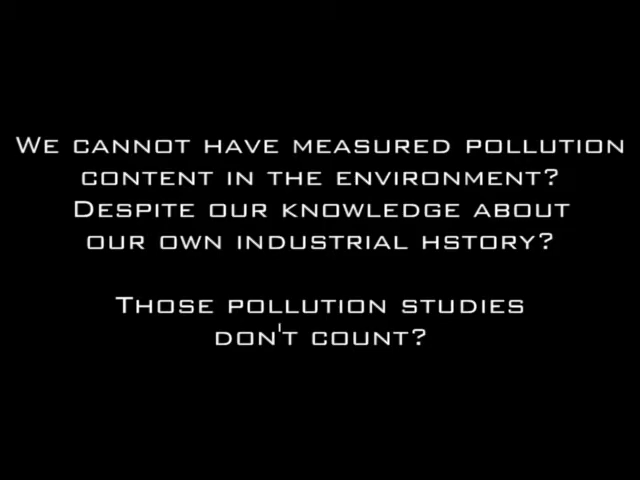 We cannot have measured pollution
content in the environment?
Despite our knowledge about
our own industrial hstory?
Those pollution studies
don't count?